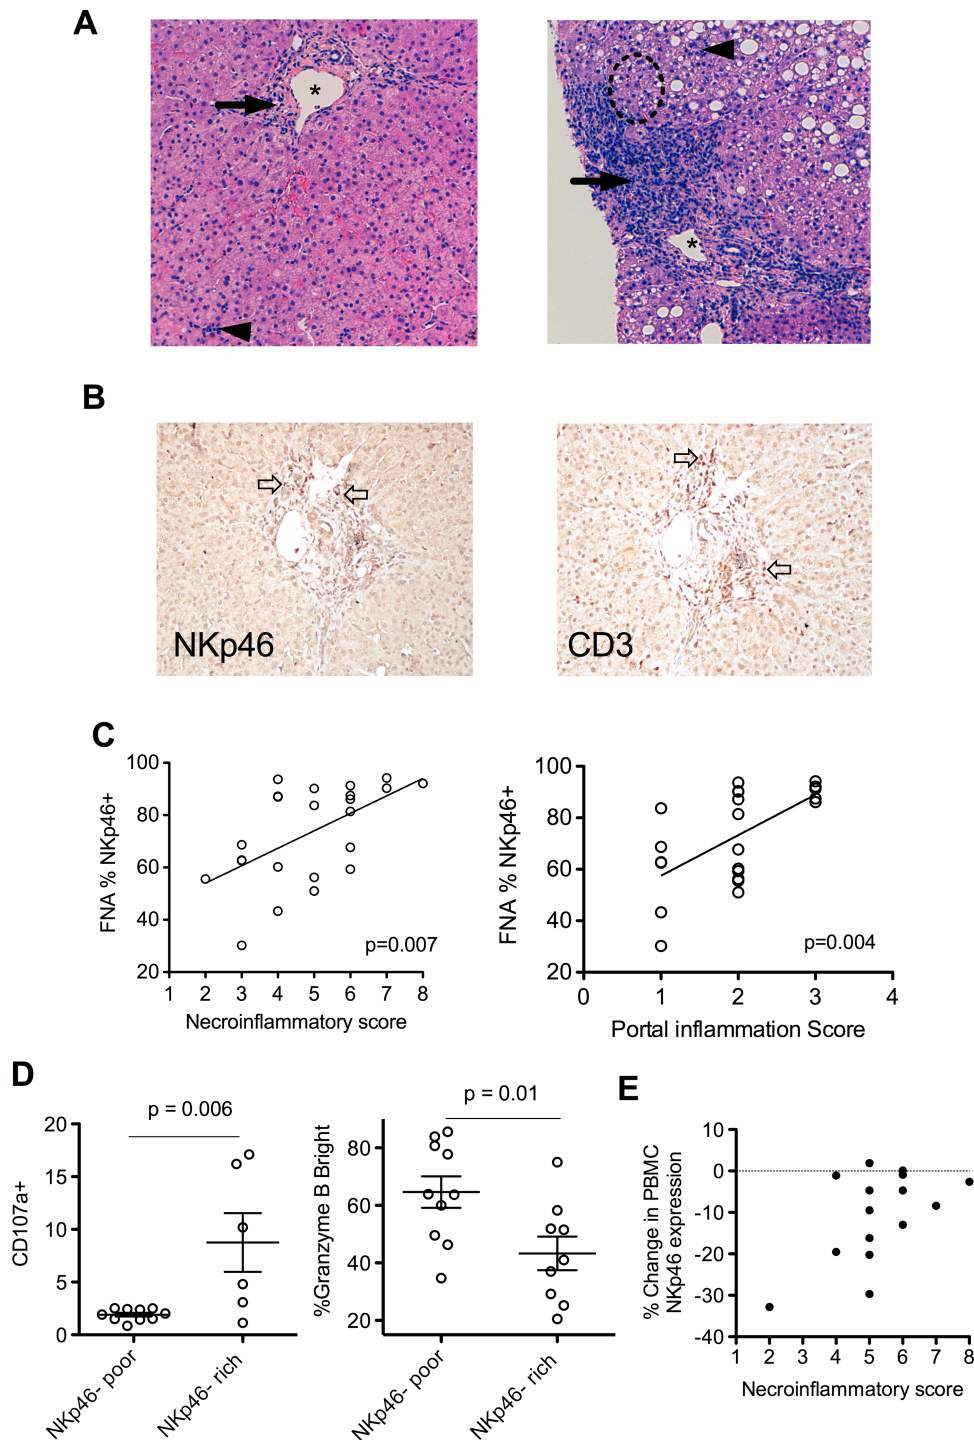 A
*
*
B
NKp46
CD3
C
100
80
60
40
20
FNA % NKp46+
p=0.007
1 2 3 4 5 6 7 8
Necroinflammatory score
100
80
60
40
20
FNA % NKp46+
p=0.004
0 1 2 3 4
Portal inflammation Score
D
p = 0.006
20
15
10
5
0
CD107a+
NKp46- poor
NKp46- rich
p = 0.01
80
60
40
20
%Granzyme B Bright
NKp46- poor
NKp46- rich
E
10
0
-10
-20
-30
-40
% Change in PBMC
NKp46 expression
1 2 3 4 5 6 7 8
Necroinflammatory score